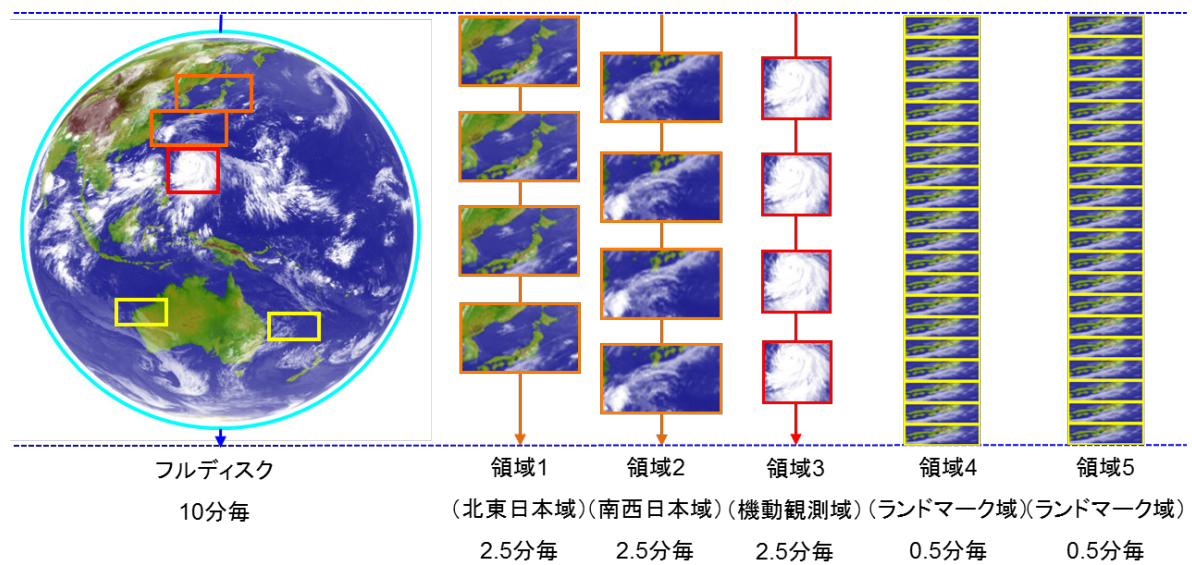 フルディスク
10分毎
領域1
(北東日本域)
2.5分毎
領域2
(南西日本域)
2.5分毎
領域3
(機動観測域)
2.5分毎
領域4
(ランドマーク域)
0.5分毎
領域5
(ランドマーク域)
0.5分毎